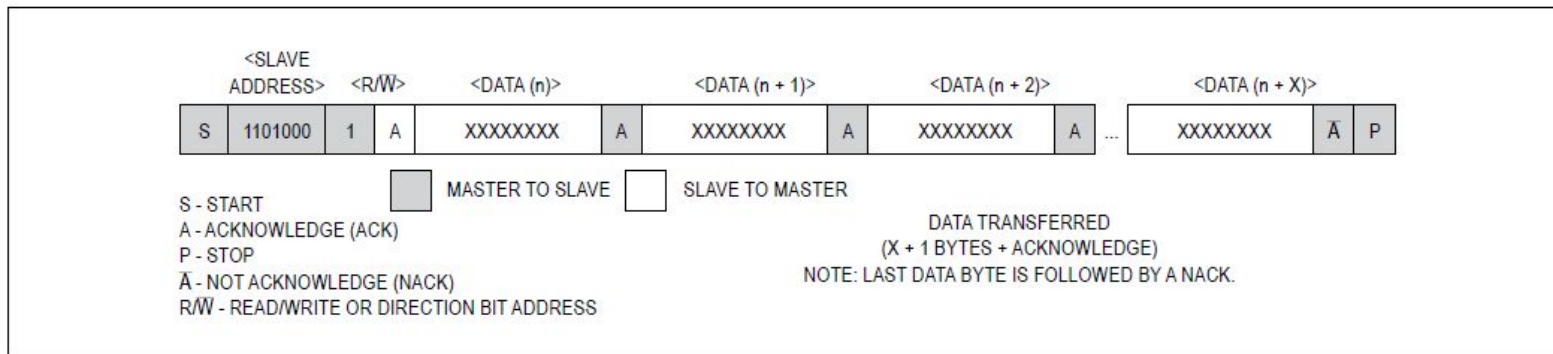 <SLAVE
ADDRESS> <R/W̅> <DATA (n)> <DATA (n + 1)> <DATA (n + 2)> <DATA (n + X)>
S 1101000 1 A XXXXXXXX A XXXXXXXX A XXXXXXXX A ... XXXXXXXX A̅ P
MASTER TO SLAVE SLAVE TO MASTER
S - START
A - ACKNOWLEDGE (ACK)
P - STOP
A̅ - NOT ACKNOWLEDGE (NACK)
R/W̅ - READ/WRITE OR DIRECTION BIT ADDRESS
DATA TRANSFERRED
(X + 1 BYTES + ACKNOWLEDGE)
NOTE: LAST DATA BYTE IS FOLLOWED BY A NACK.